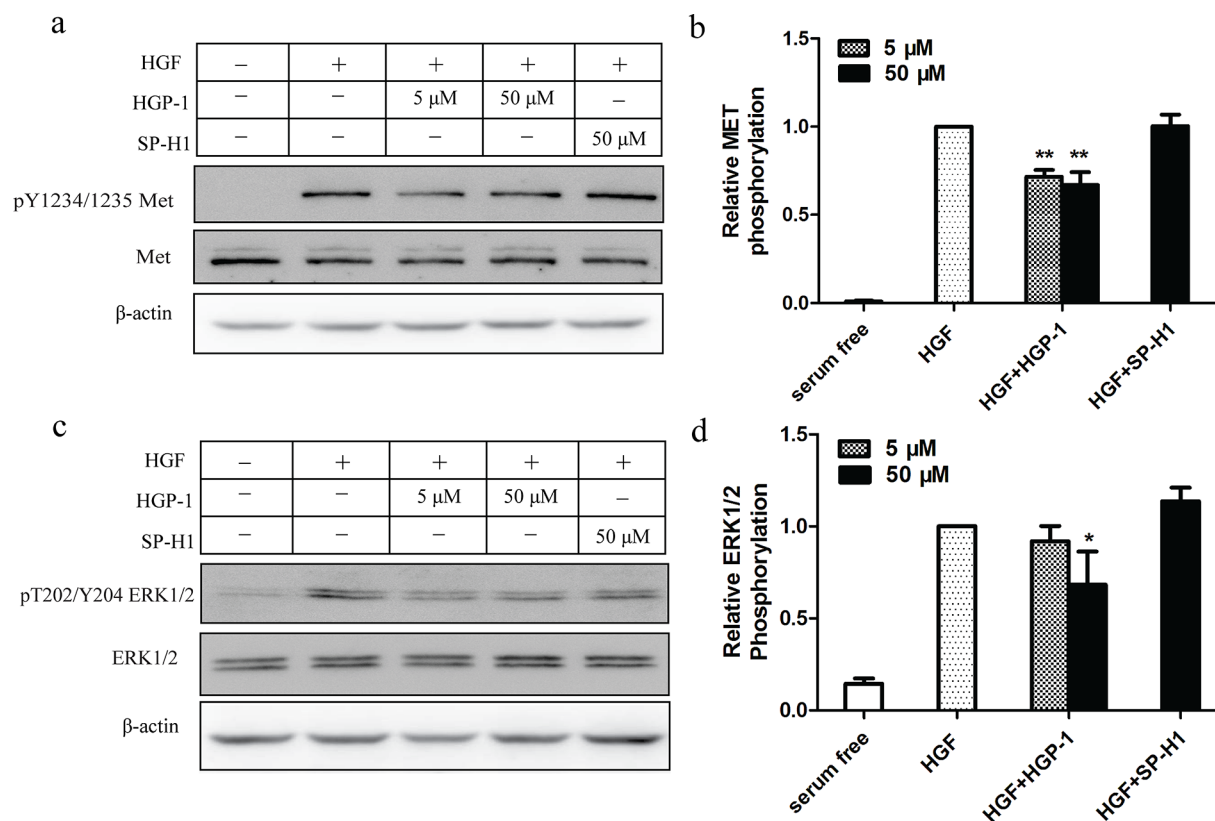 a
HGF – + + + +
HGP-1 – – 5 μM 50 μM –
SP-H1 – – – – 50 μM
pY1234/1235 Met
Met
β-actin
b
Relative MET
phosphorylation
1.5
1.0
0.5
0.0
5 μM
50 μM
** **
serum free
HGF
HGF+HGP-1
HGF+SP-H1
c
HGF – + + + +
HGP-1 – – 5 μM 50 μM –
SP-H1 – – – – 50 μM
pT202/Y204 ERK1/2
ERK1/2
β-actin
d
Relative ERK1/2
Phosphorylation
1.5
1.0
0.5
0.0
5 μM
50 μM
*
serum free
HGF
HGF+HGP-1
HGF+SP-H1